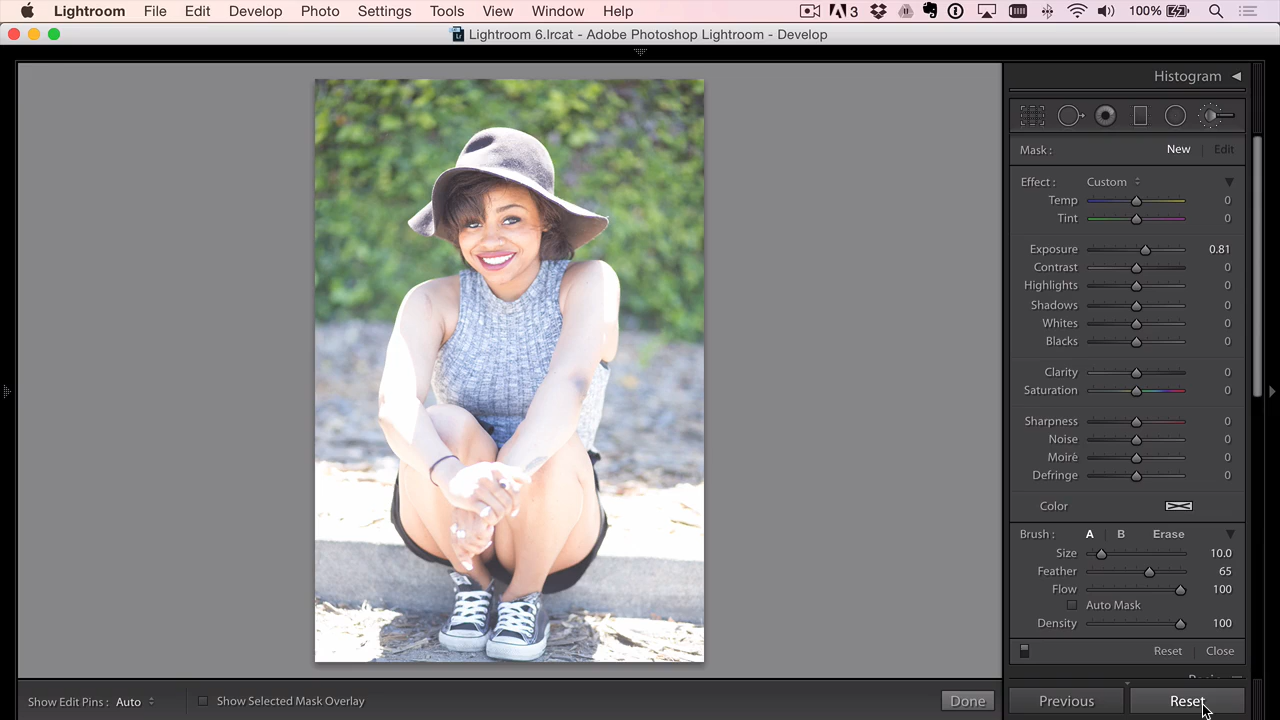 Lightroom File Edit Develop Photo Settings Tools View Window Help 3 100%
Lightroom 6.lrcat - Adobe Photoshop Lightroom - Develop
Histogram
Mask : New Edit
Effect : Custom
Temp 0
Tint 0
Exposure 0.81
Contrast 0
Highlights 0
Shadows 0
Whites 0
Blacks 0
Clarity 0
Saturation 0
Sharpness 0
Noise 0
Moiré 0
Defringe 0
Color
Brush : A B Erase
Size 10.0
Feather 65
Flow 100
Auto Mask
Density 100
Reset Close
Show Edit Pins : Auto Show Selected Mask Overlay Done Previous Reset